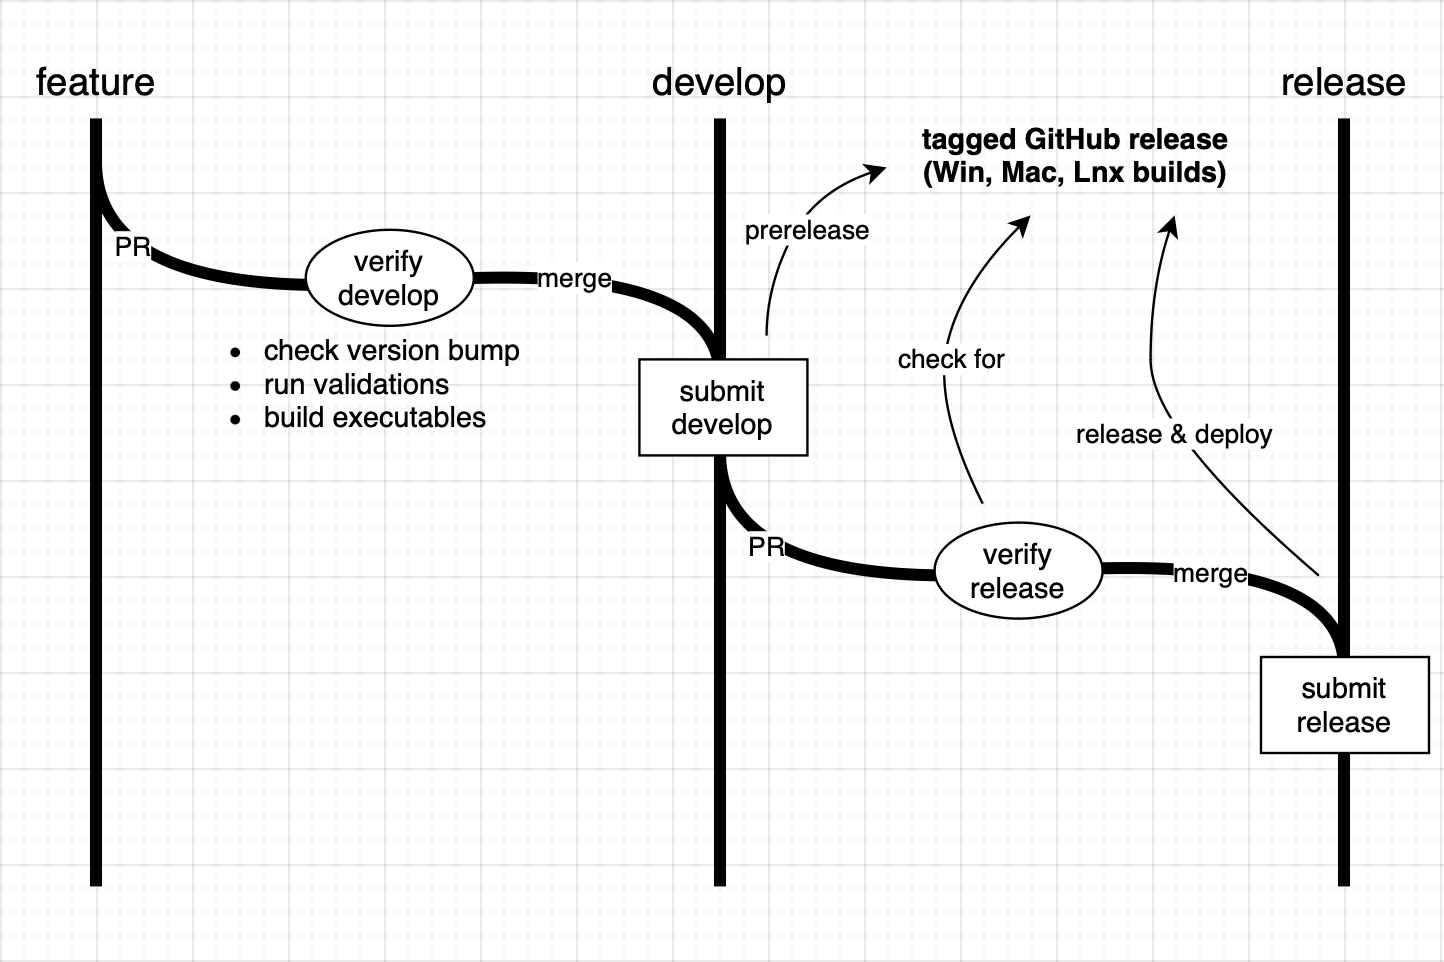 feature
develop
release
tagged GitHub release
(Win, Mac, Lnx builds)
prerelease
PR
verify
develop
merge
• check version bump
• run validations
• build executables
submit
develop
check for
release & deploy
PR
verify
release
merge
submit
release